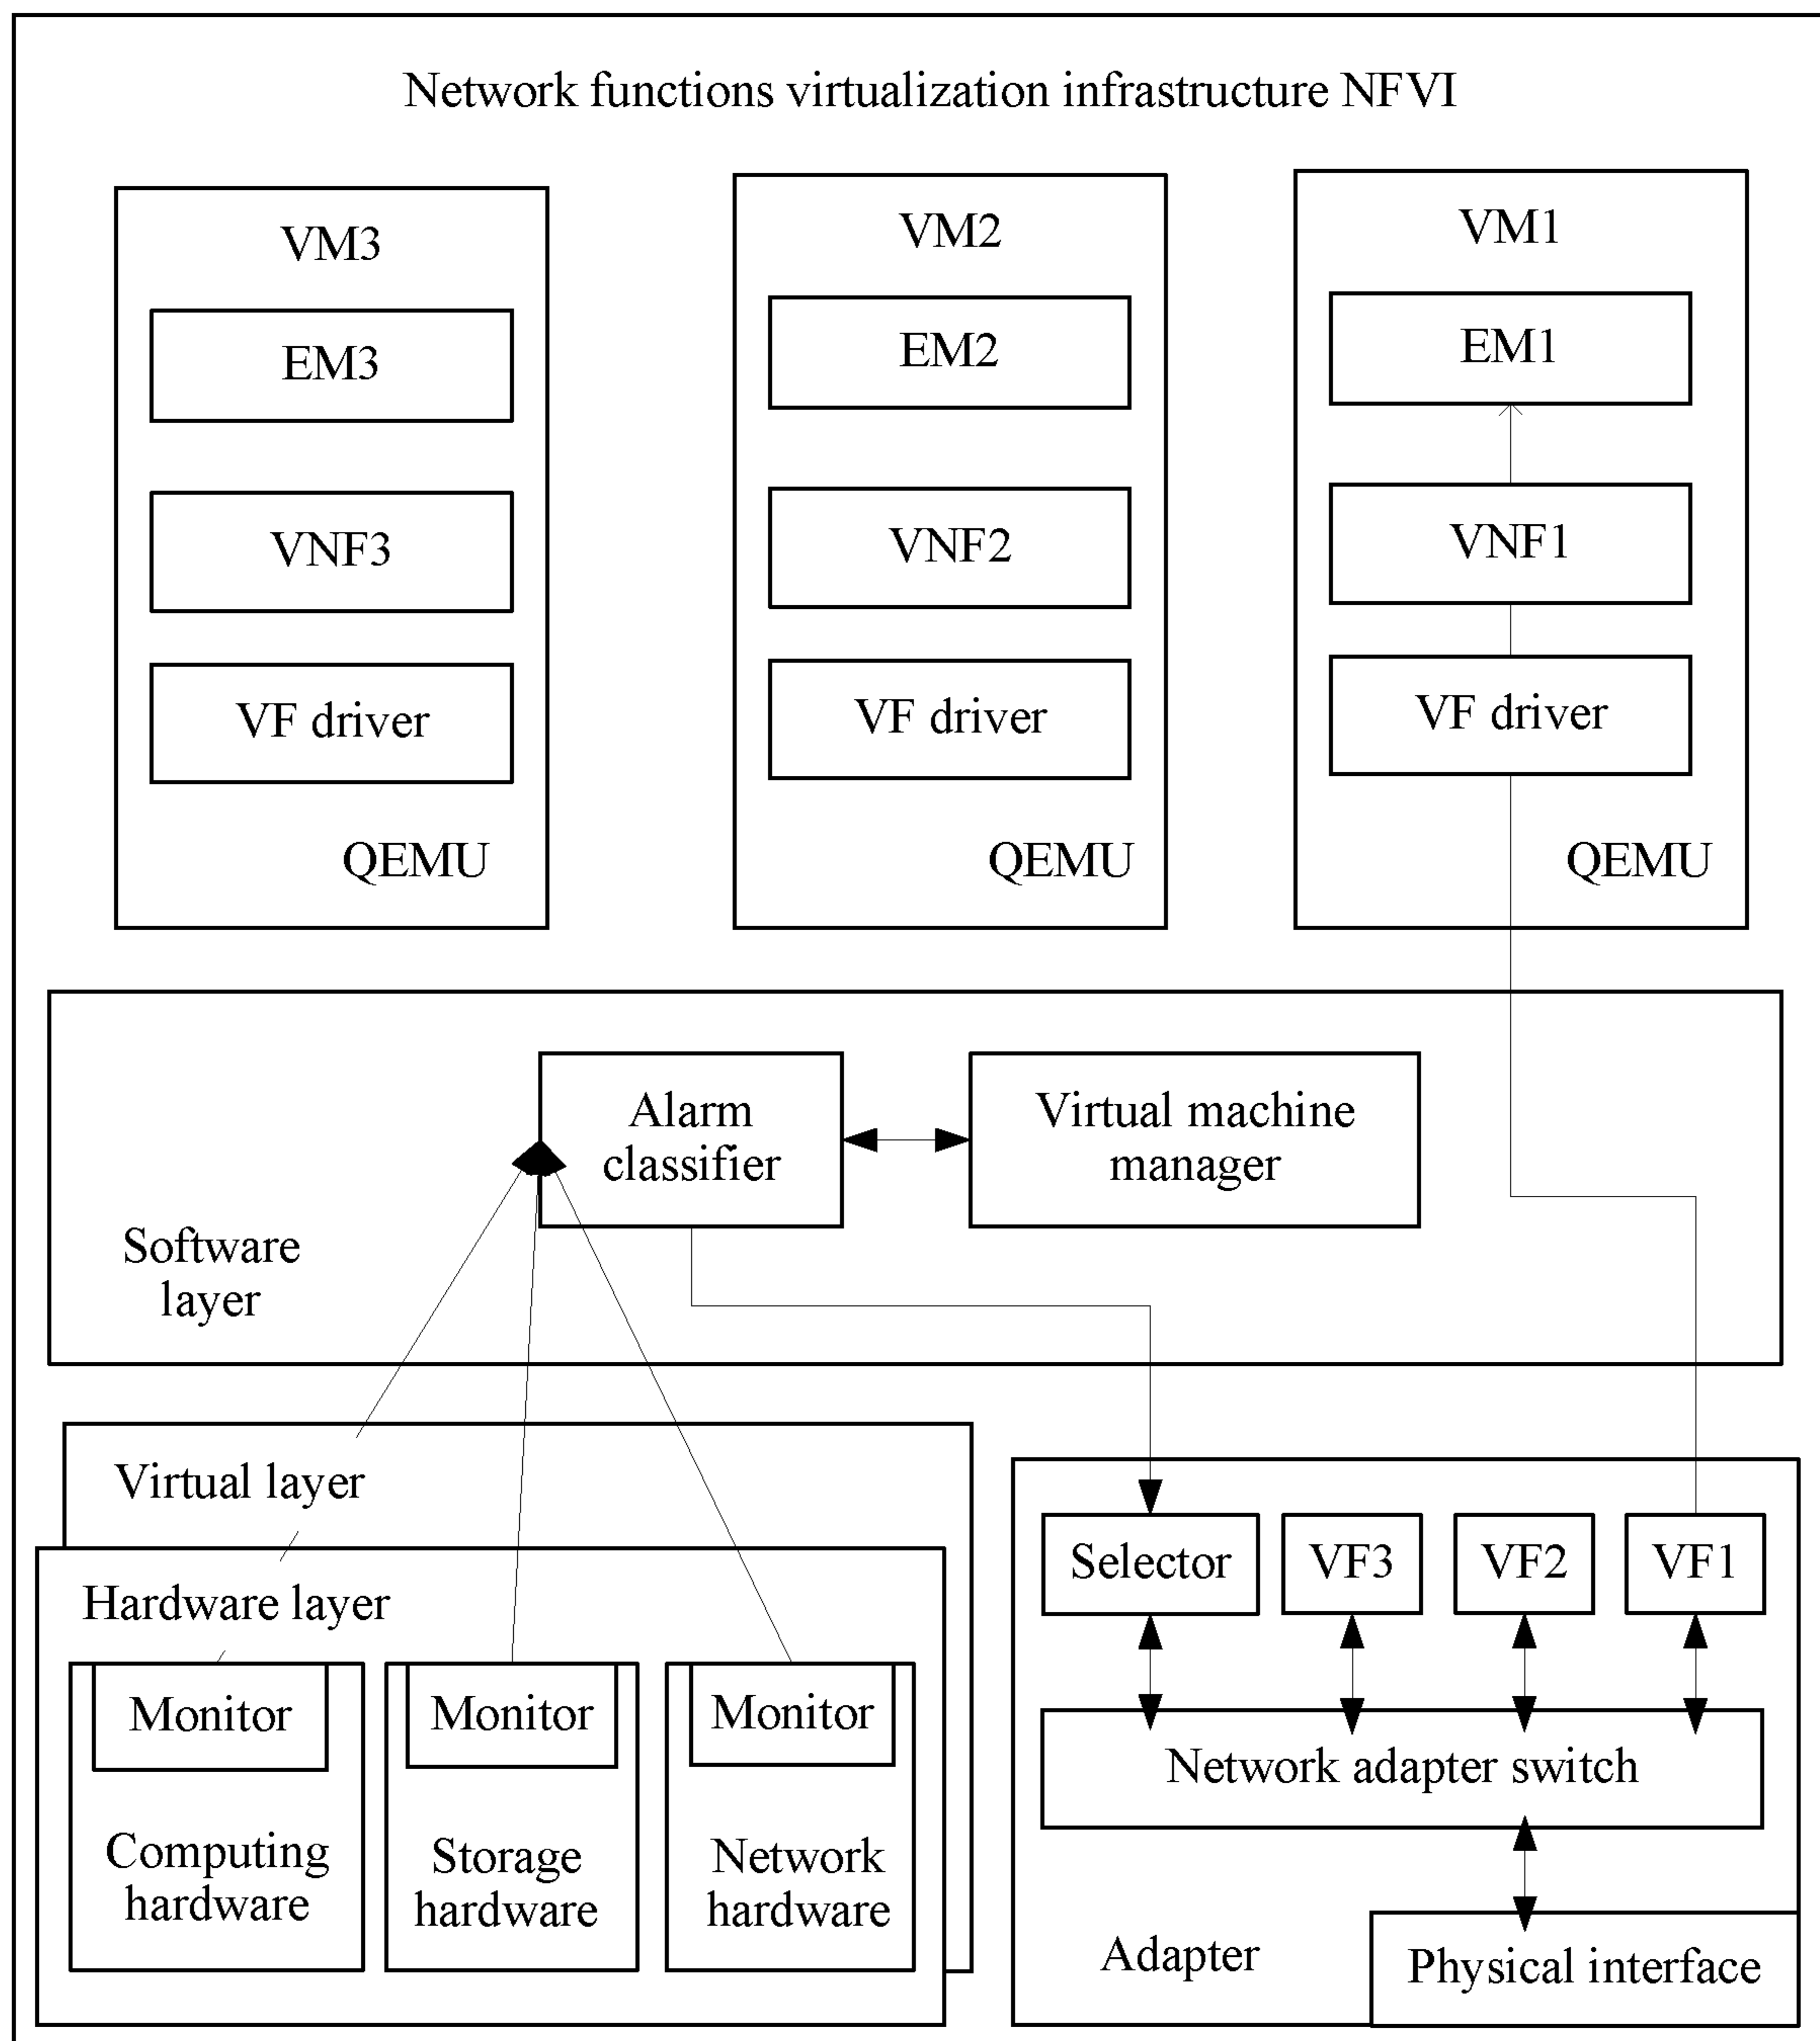 Network functions virtualization infrastructure NFVI
VM3
EM3
VNF3
VF driver
QEMU
VM2
EM2
VNF2
VF driver
QEMU
VM1
EM1
VNF1
VF driver
QEMU
Alarm
classifier
Virtual machine
manager
Software
layer
Virtual layer
Hardware layer
Monitor
Computing
hardware
Monitor
Storage
hardware
Monitor
Network
hardware
Selector
VF3
VF2
VF1
Network adapter switch
Adapter
Physical interface